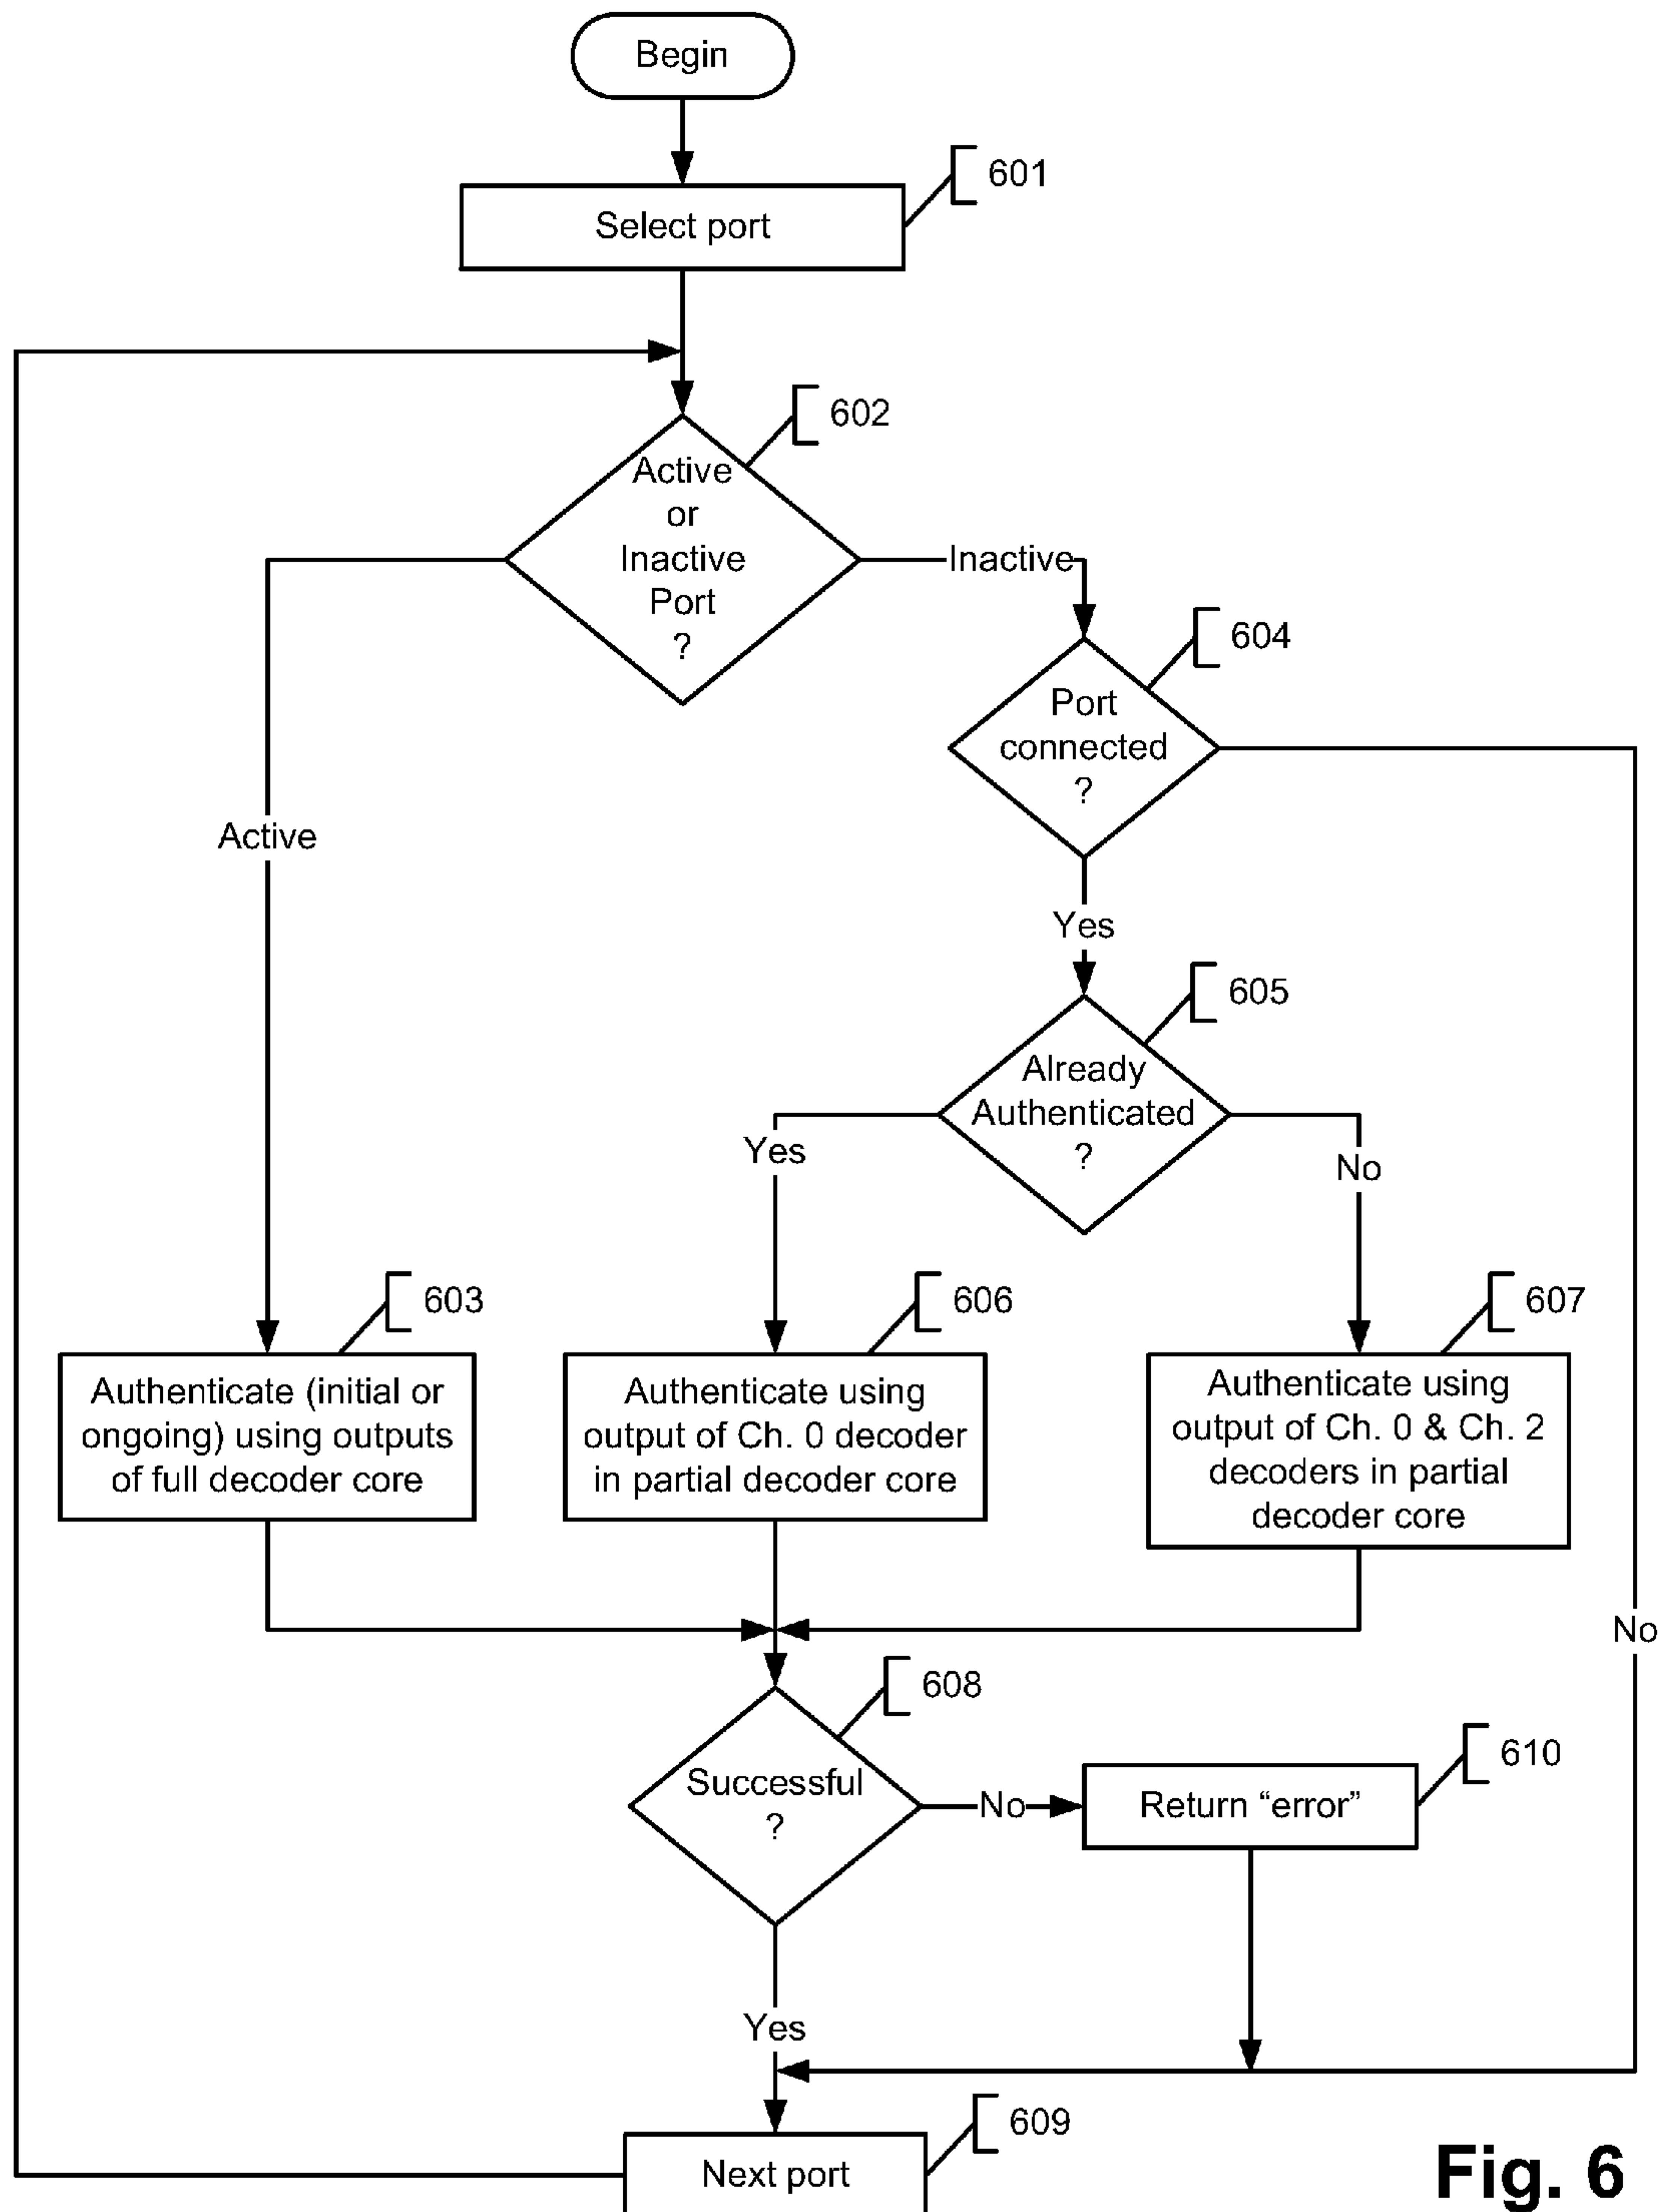 Begin
601
Select port
602
Active
or
Inactive
Port
?
Inactive
604
Port
connected
?
Active
Yes
605
Already
Authenticated
?
Yes
No
603
606
607
Authenticate (initial or
ongoing) using outputs
of full decoder core
Authenticate using
output of Ch. 0 decoder
in partial decoder core
Authenticate using
output of Ch. 0 & Ch. 2
decoders in partial
decoder core
No
608
Successful
?
No
610
Return “error”
Yes
609
Next port
Fig. 6